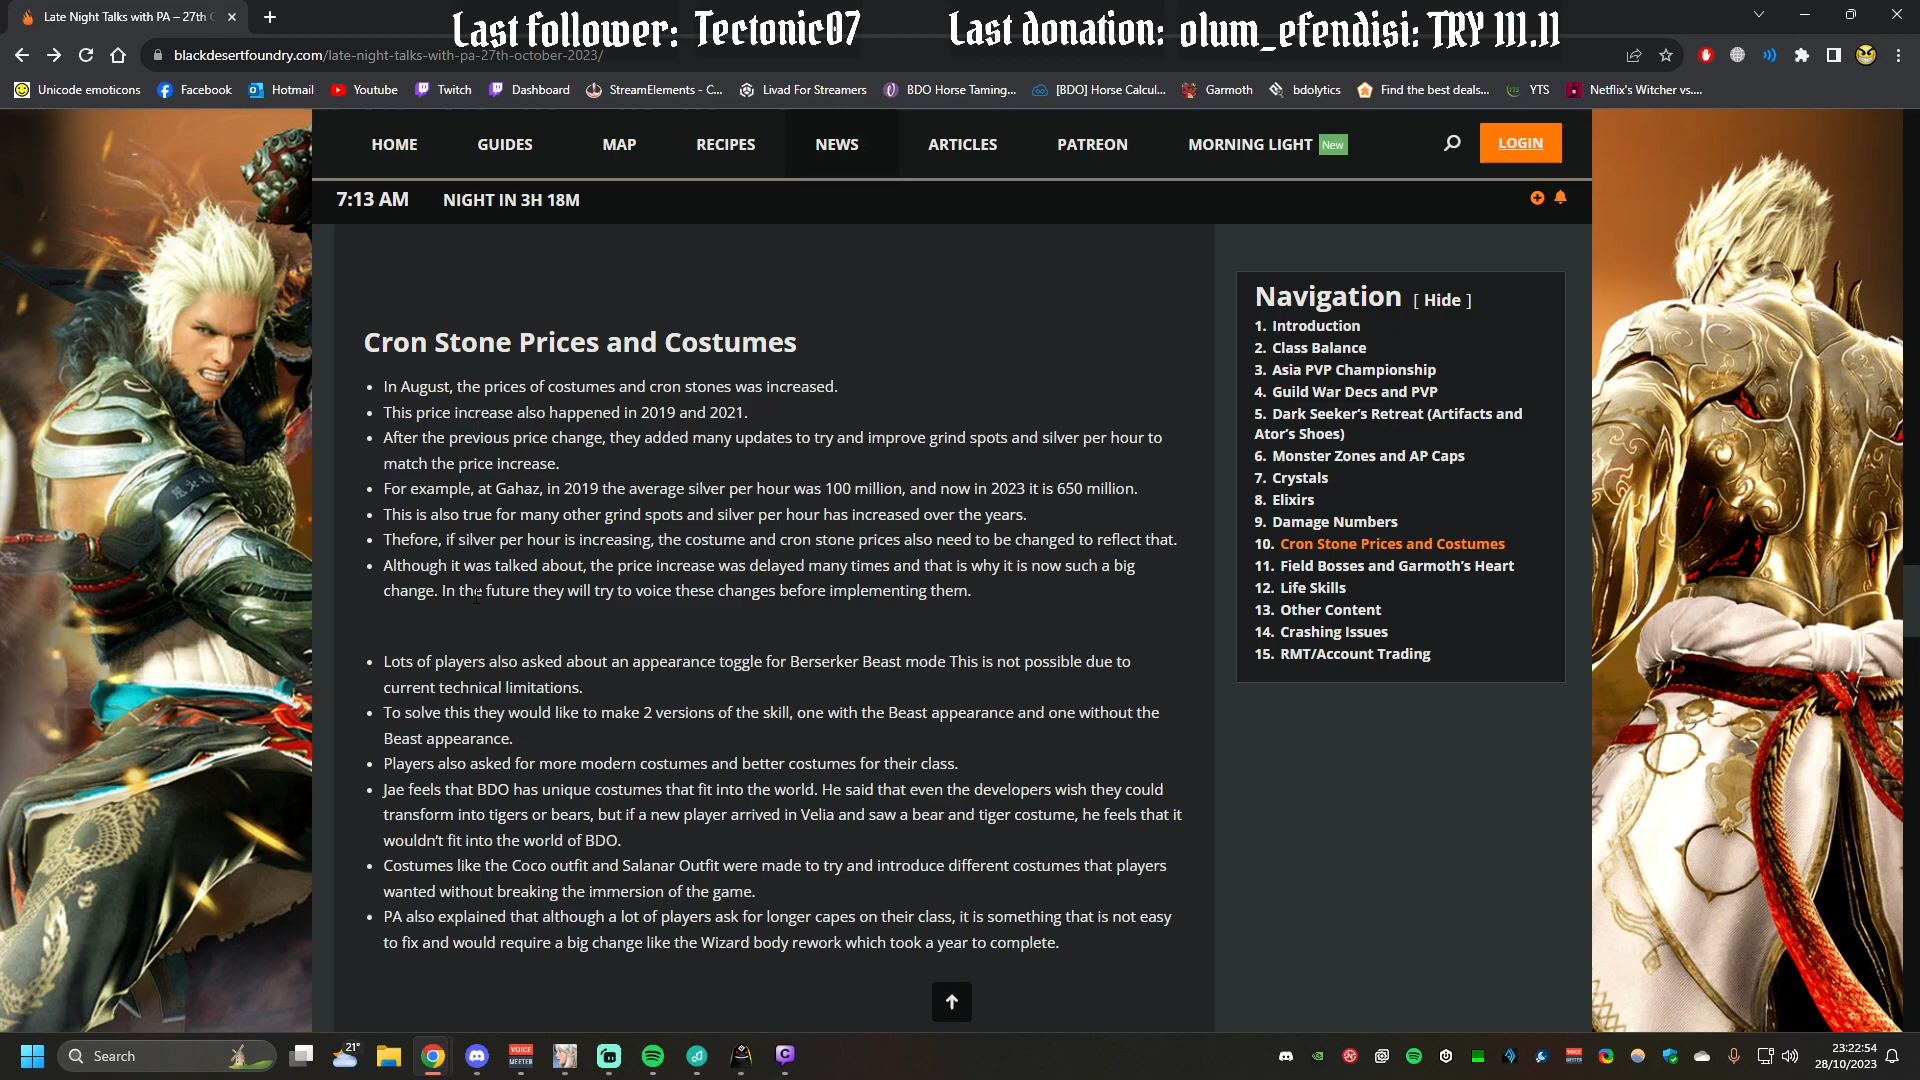 Late Night Talks with PA – 27th
Last follower: Tectonic07
Last donation: olum_efendisi: TRY 111.11
blackdesertfoundry.com/late-night-talks-with-pa-27th-october-2023/
Unicode emoticons
Facebook
Hotmail
Youtube
Twitch
Dashboard
StreamElements - C...
Livad For Streamers
BDO Horse Taming...
[BDO] Horse Calcul...
Garmoth
bdolytics
Find the best deals...
YTS
Netflix's Witcher vs....
HOME
GUIDES
MAP
RECIPES
NEWS
ARTICLES
PATREON
MORNING LIGHT New
LOGIN
7:13 AM
NIGHT IN 3H 18M
Cron Stone Prices and Costumes
In August, the prices of costumes and cron stones was increased.
This price increase also happened in 2019 and 2021.
After the previous price change, they added many updates to try and improve grind spots and silver per hour to
match the price increase.
For example, at Gahaz, in 2019 the average silver per hour was 100 million, and now in 2023 it is 650 million.
This is also true for many other grind spots and silver per hour has increased over the years.
Thefore, if silver per hour is increasing, the costume and cron stone prices also need to be changed to reflect that.
Although it was talked about, the price increase was delayed many times and that is why it is now such a big
change. In the future they will try to voice these changes before implementing them.
Lots of players also asked about an appearance toggle for Berserker Beast mode This is not possible due to
current technical limitations.
To solve this they would like to make 2 versions of the skill, one with the Beast appearance and one without the
Beast appearance.
Players also asked for more modern costumes and better costumes for their class.
Jae feels that BDO has unique costumes that fit into the world. He said that even the developers wish they could
transform into tigers or bears, but if a new player arrived in Velia and saw a bear and tiger costume, he feels that it
wouldn't fit into the world of BDO.
Costumes like the Coco outfit and Salanar Outfit were made to try and introduce different costumes that players
wanted without breaking the immersion of the game.
PA also explained that although a lot of players ask for longer capes on their class, it is something that is not easy
to fix and would require a big change like the Wizard body rework which took a year to complete.
Navigation [ Hide ]
1. Introduction
2. Class Balance
3. Asia PVP Championship
4. Guild War Decs and PVP
5. Dark Seeker's Retreat (Artifacts and
Ator's Shoes)
6. Monster Zones and AP Caps
7. Crystals
8. Elixirs
9. Damage Numbers
10. Cron Stone Prices and Costumes
11. Field Bosses and Garmoth's Heart
12. Life Skills
13. Other Content
14. Crashing Issues
15. RMT/Account Trading
Search
21°
VOICE
MEETER
23:22:54
28/10/2023